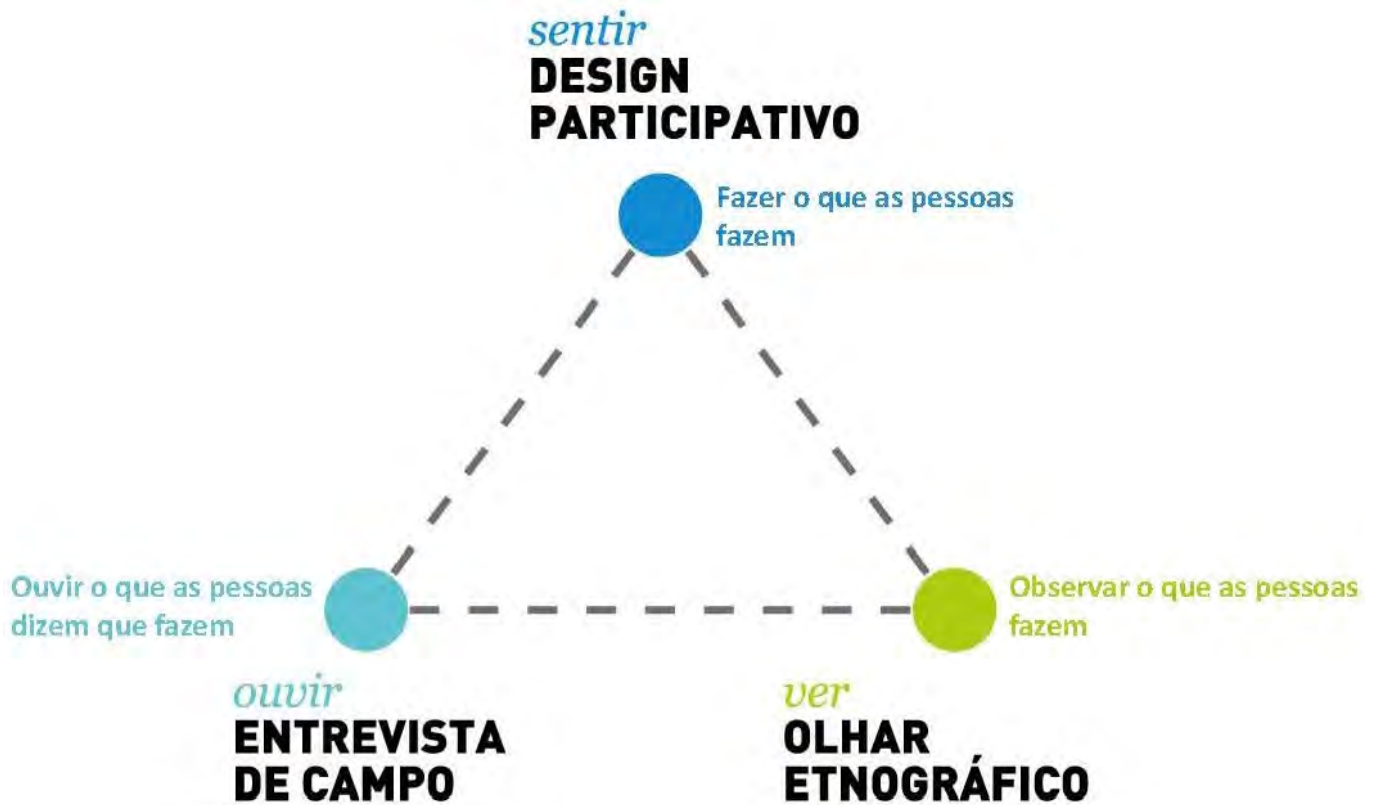 sentir
DESIGN
PARTICIPATIVO
Fazer o que as pessoas
fazem
Ouvir o que as pessoas
dizem que fazem
Observar o que as pessoas
fazem
ouvir
ENTREVISTA
DE CAMPO
ver
OLHAR
ETNOGRÁFICO